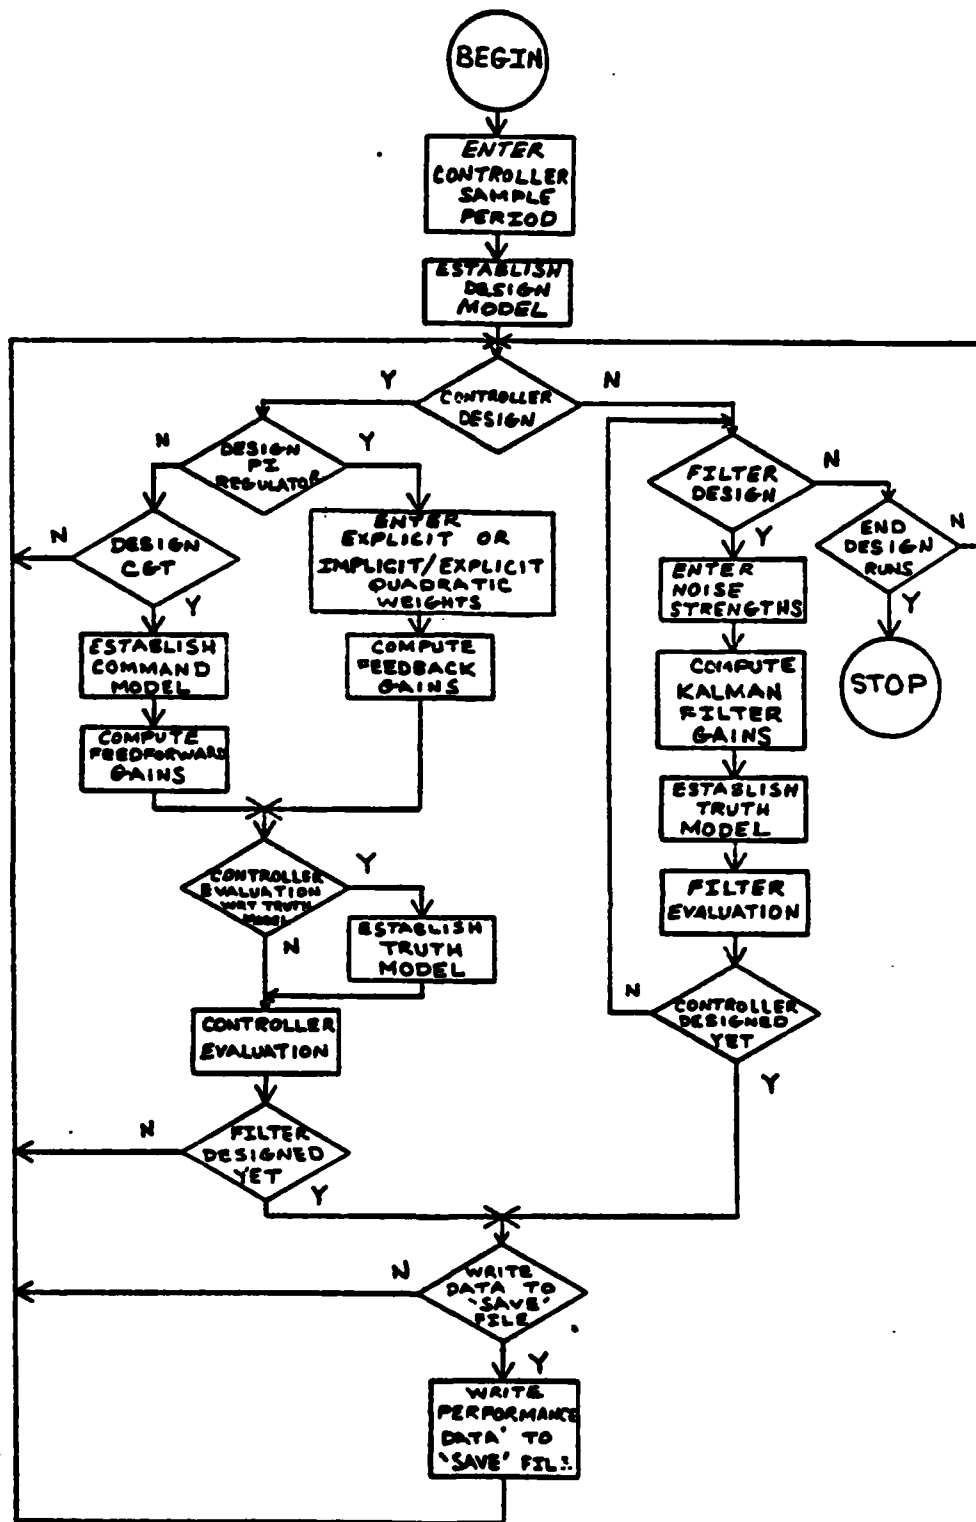 BEGIN
ENTER
CONTROLLER
SAMPLE
PERIOD
ESTABLISH
DESIGN
MODEL
Y
CONTROLLER
DESIGN
N
N
DESIGN
PI
REGULATOR
Y
N
DESIGN
CGT
Y
ENTER
EXPLICIT OR
IMPLICIT/EXPLICIT
QUADRATIC
WEIGHTS
ESTABLISH
COMMAND
MODEL
COMPUTE
FEEDBACK
GAINS
COMPUTE
FEEDFORWARD
GAINS
CONTROLLER
EVALUATION
WRT TRUTH
MODEL
Y
N
ESTABLISH
TRUTH
MODEL
CONTROLLER
EVALUATION
N
FILTER
DESIGNED
YET
Y
FILTER
DESIGN
N
Y
END
DESIGN
RUNS
N
Y
STOP
ENTER
NOISE
STRENGTHS
COMPUTE
KALMAN
FILTER
GAINS
ESTABLISH
TRUTH
MODEL
FILTER
EVALUATION
N
CONTROLLER
DESIGNED
YET
Y
N
WRITE
DATA TO
'SAVE'
FILE
Y
WRITE
PERFORMANCE
DATA' TO
'SAVE'